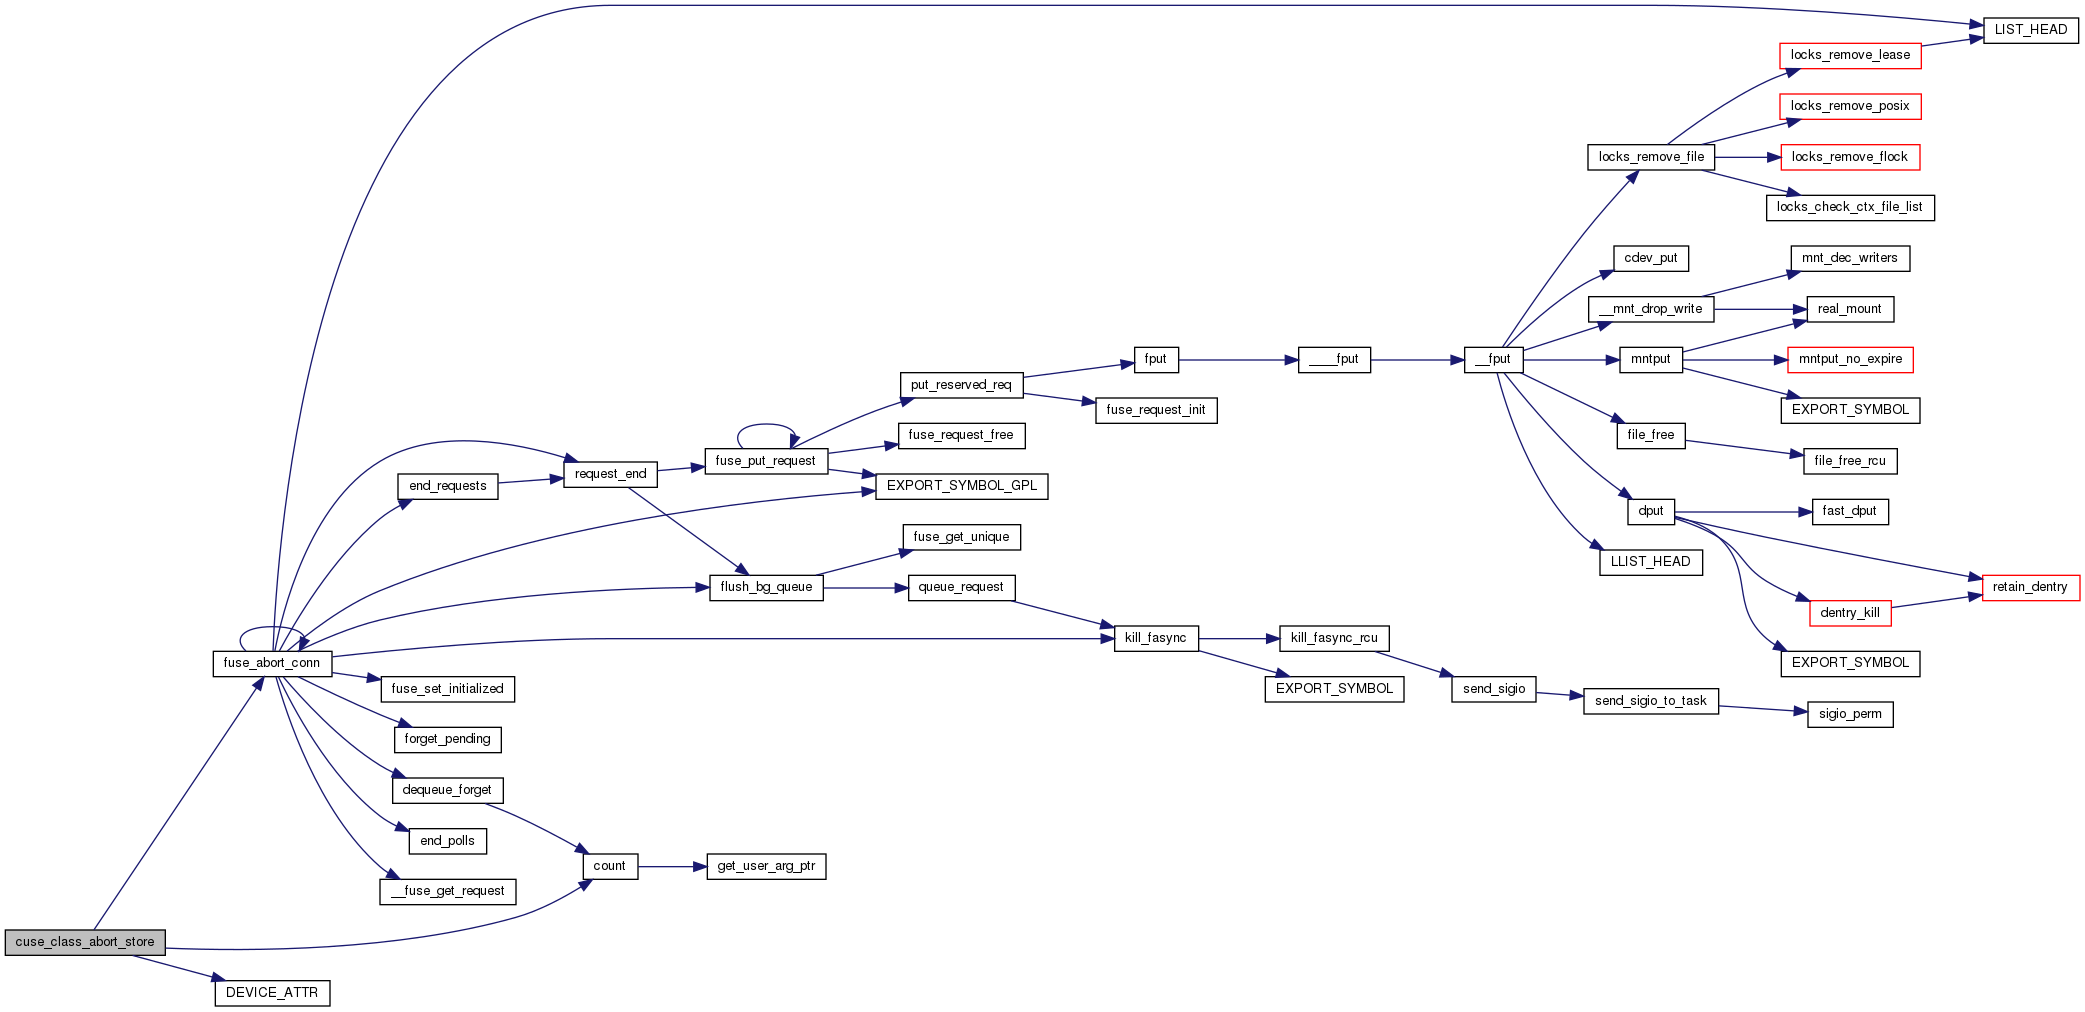 LIST_HEAD
locks_remove_lease
locks_remove_posix
locks_remove_file
locks_remove_flock
locks_check_ctx_file_list
cdev_put
mnt_dec_writers
__mnt_drop_write
real_mount
fput
____fput
__fput
mntput
mntput_no_expire
put_reserved_req
fuse_request_init
EXPORT_SYMBOL
fuse_request_free
file_free
file_free_rcu
fuse_put_request
request_end
end_requests
EXPORT_SYMBOL_GPL
dput
fast_dput
fuse_get_unique
LLIST_HEAD
flush_bg_queue
queue_request
retain_dentry
dentry_kill
kill_fasync
kill_fasync_rcu
fuse_abort_conn
EXPORT_SYMBOL
fuse_set_initialized
EXPORT_SYMBOL
send_sigio
send_sigio_to_task
sigio_perm
forget_pending
dequeue_forget
end_polls
count
get_user_arg_ptr
__fuse_get_request
cuse_class_abort_store
DEVICE_ATTR